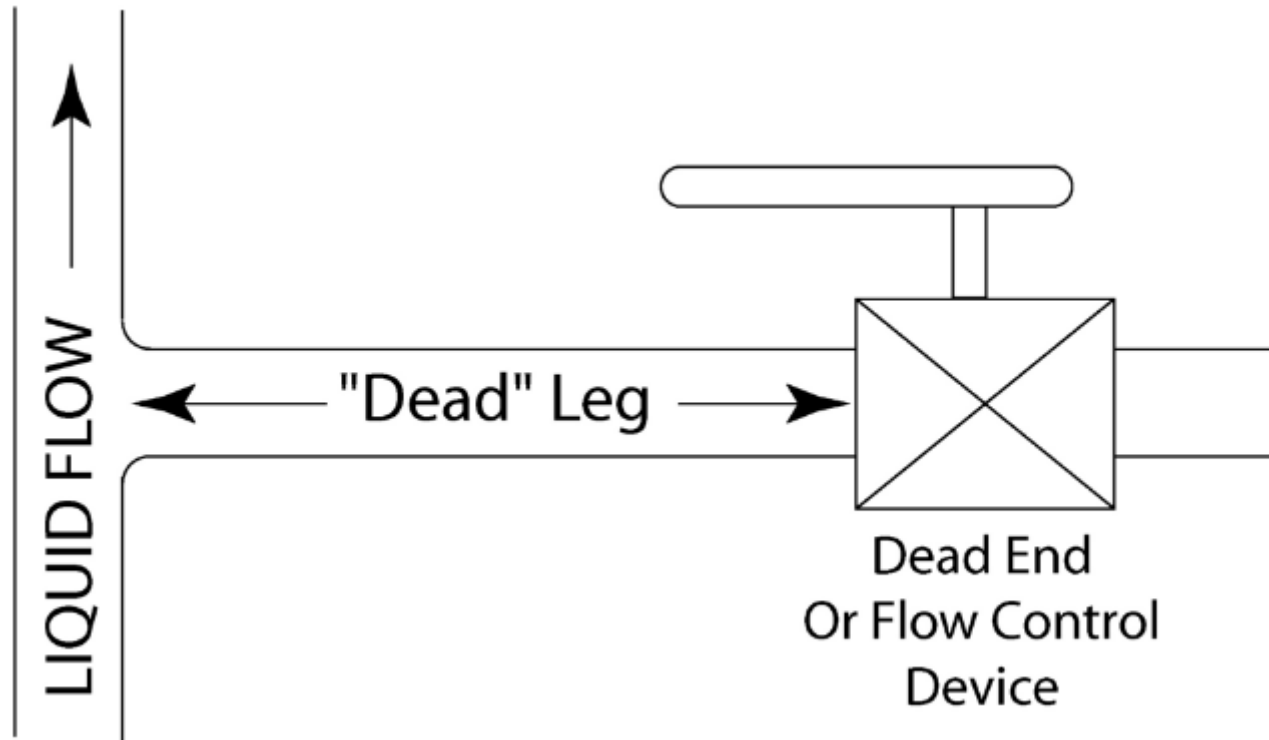 LIQUID FLOW
"Dead" Leg
Dead End
Or Flow Control
Device